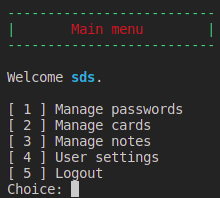 ---------------------------
|       Main menu        |
---------------------------
Welcome sds.
[ 1 ] Manage passwords
[ 2 ] Manage cards
[ 3 ] Manage notes
[ 4 ] User settings
[ 5 ] Logout
Choice: